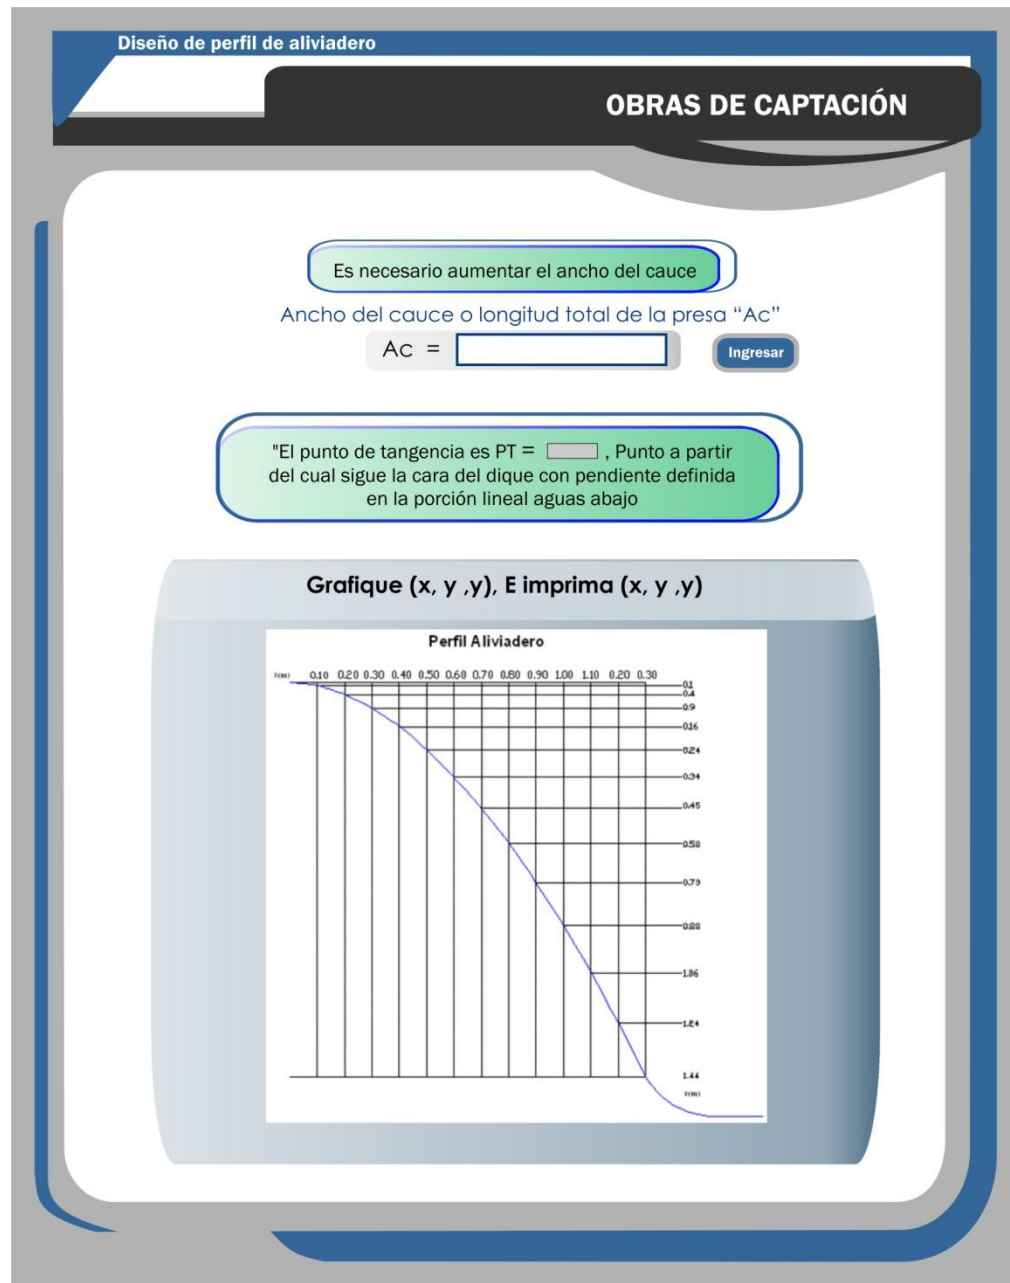 Diseño de perfil de aliviadero
OBRAS DE CAPTACIÓN
Es necesario aumentar el ancho del cauce
Ancho del cauce o longitud total de la presa “Ac”
Ac =
Ingresar
"El punto de tangencia es PT = , Punto a partir
del cual sigue la cara del dique con pendiente definida
en la porción lineal aguas abajo
Grafique (x, y ,y), E imprima (x, y ,y)
Perfil Aliviadero
0.10 0.20 0.30 0.40 0.50 0.60 0.70 0.80 0.90 1.00 0.10 0.20 0.30
0.1
0.4
0.9
0.16
0.24
0.34
0.45
0.58
0.73
0.88
1.06
1.24
1.44
Y(m)